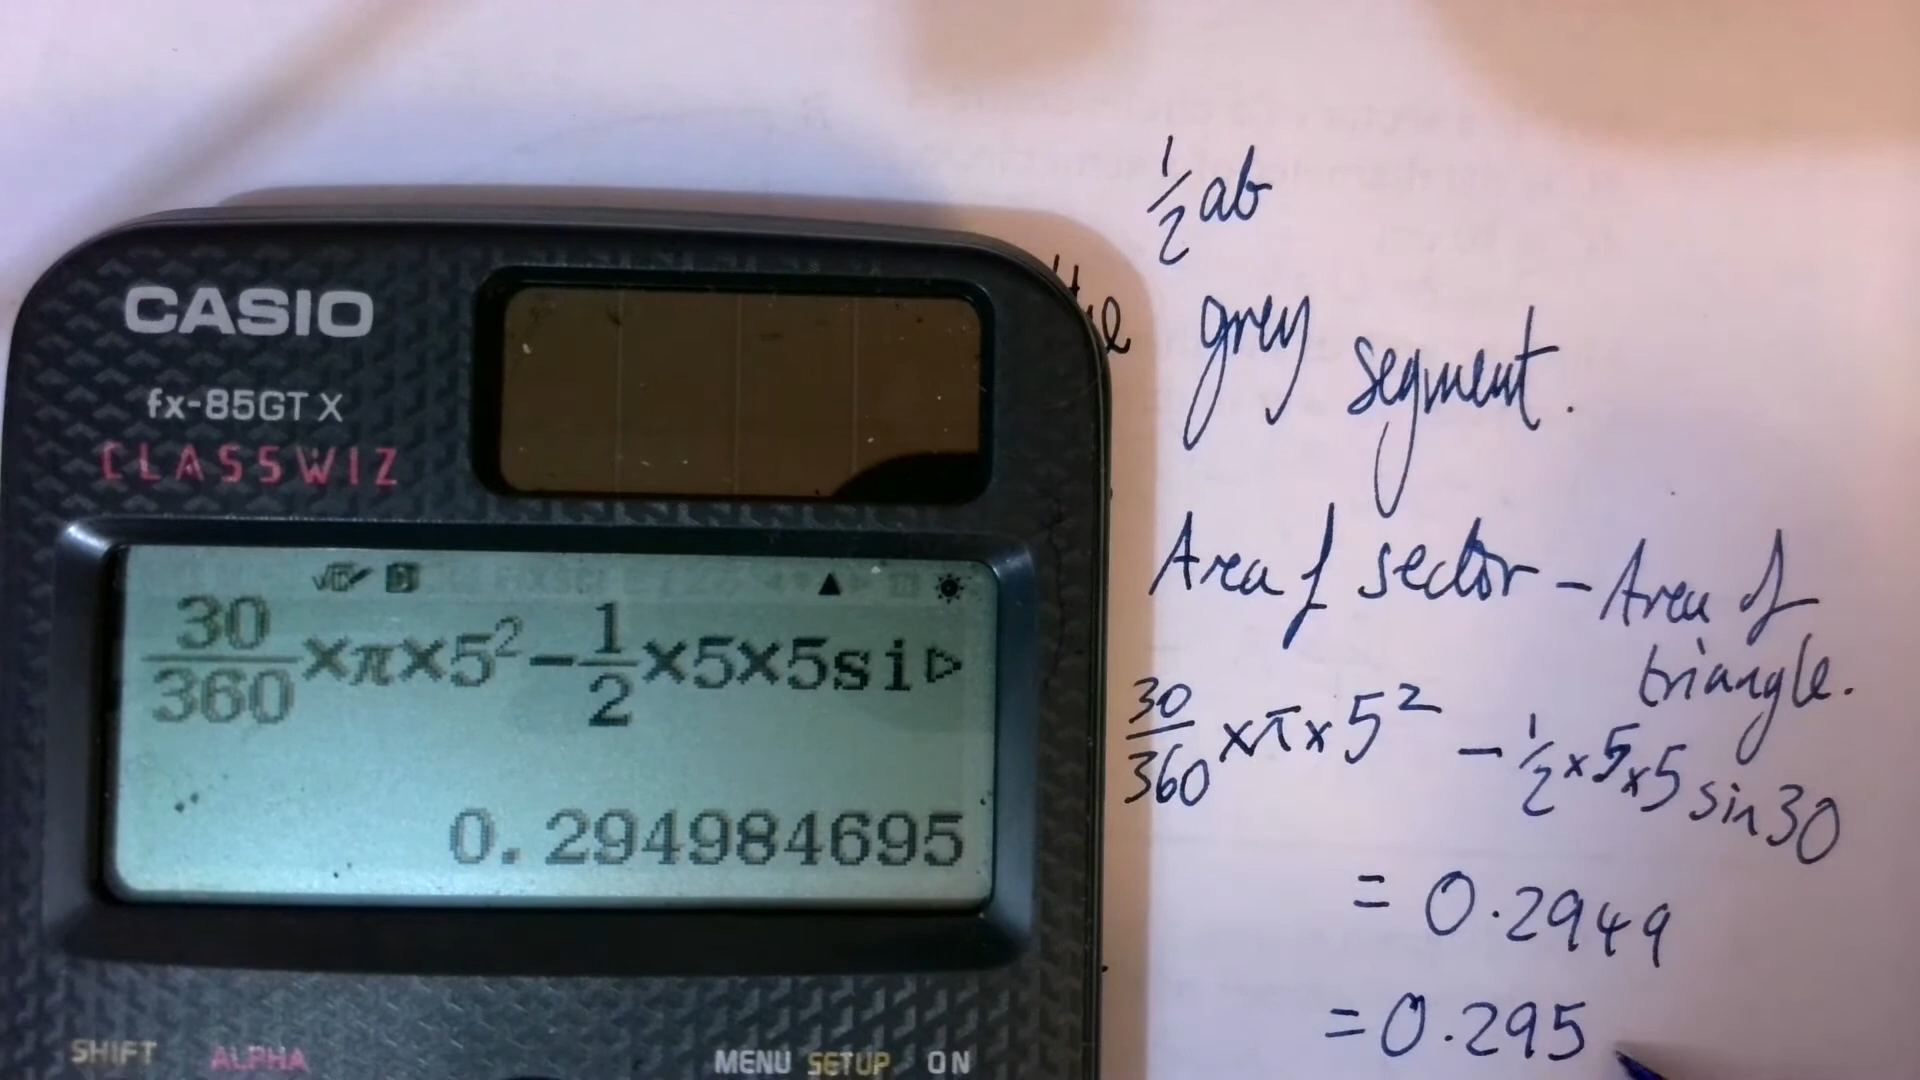 CASIO
fx-85GT X
CLASSWIZ
30/360×π×5²-1/2×5×5si▷
0.294984695
SHIFT ALPHA MENU SETUP ON
½ab
grey segment.
Area of sector - Area of
triangle.
30/360 ×π×5² - ½×5×5 sin30
= 0.2949
= 0.295